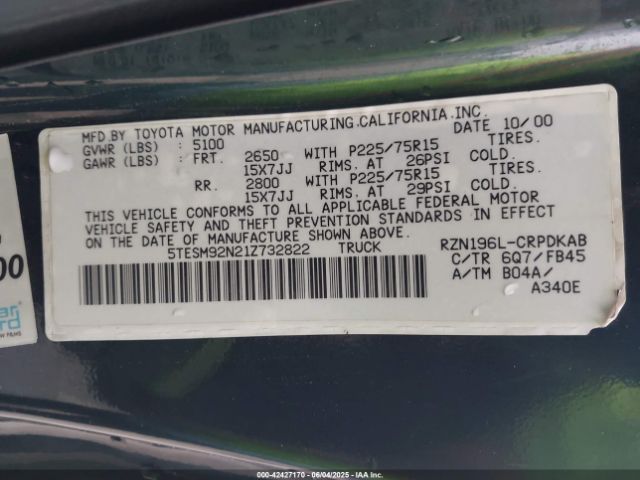 MFD.BY TOYOTA MOTOR MANUFACTURING.CALIFORNIA.INC.
DATE 10/00
GVWR (LBS) : 5100
GAWR (LBS) : FRT. 2650 WITH P225/75R15 TIRES.
15X7JJ RIMS. AT 26PSI COLD.
RR. 2800 WITH P225/75R15 TIRES.
15X7JJ RIMS. AT 29PSI COLD.
THIS VEHICLE CONFORMS TO ALL APPLICABLE FEDERAL MOTOR
VEHICLE SAFETY AND THEFT PREVENTION STANDARDS IN EFFECT ON
THE DATE OF MANUFACTURE SHOWN ABOVE.
5TESM92N21Z732822 TRUCK
RZN196L-CRPDKAB
C/TR 6Q7/FB45
A/TM B04A/
A340E
00
000-42427170 - 06/04/2025 - IAAI.COM